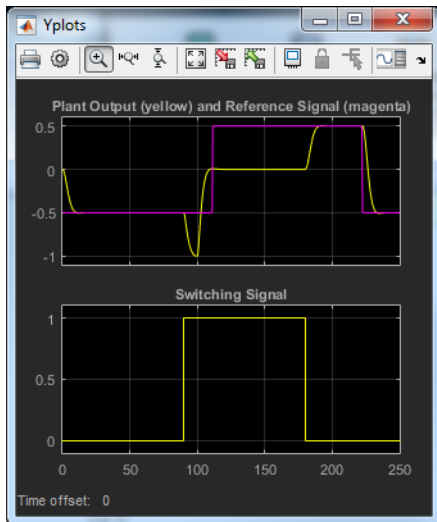 Yplots
Plant Output (yellow) and Reference Signal (magenta)
0.5
0
-0.5
-1
Switching Signal
1
0.5
0
0 50 100 150 200 250
Time offset: 0